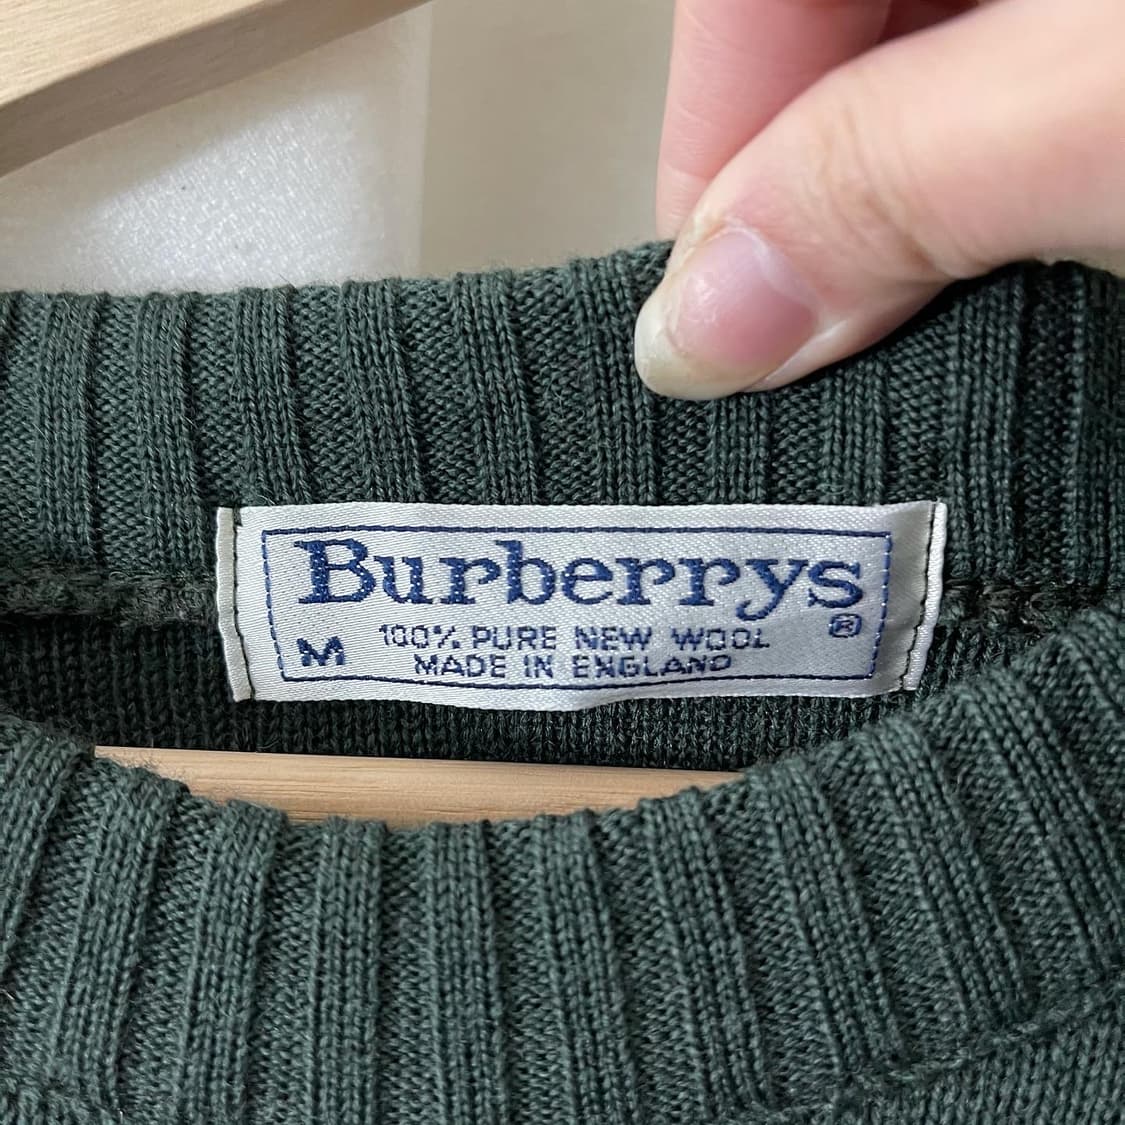 Burberrys®
M 100% PURE NEW WOOL
MADE IN ENGLAND